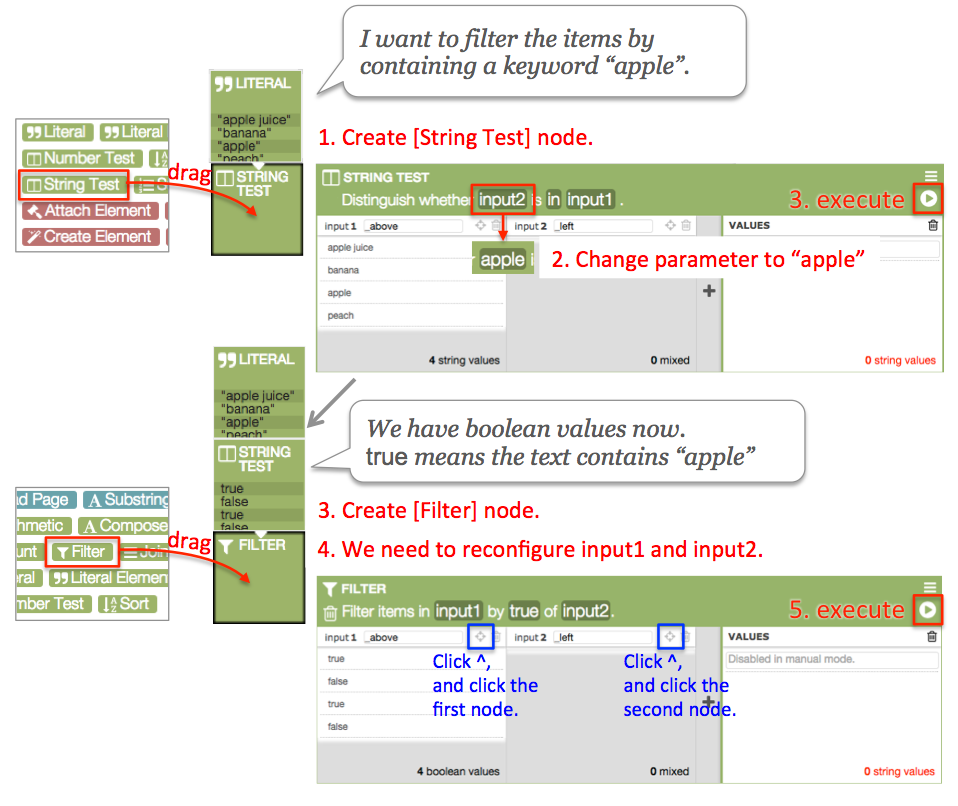 I want to filter the items by
containing a keyword “apple”.
LITERAL
"apple juice"
"banana"
"apple"
"peach"
1. Create [String Test] node.
Literal Literal
Number Test
String Test
Attach Element
Create Element
drag
STRING
TEST
STRING TEST
Distinguish whether input2 is in input1 .
3. execute
input 1 _above input 2 _left VALUES
apple juice
banana
apple
peach
apple
2. Change parameter to “apple”
+
4 string values 0 mixed 0 string values
LITERAL
"apple juice"
"banana"
"apple"
"peach"
STRING
TEST
true
false
true
false
We have boolean values now.
true means the text contains “apple”
3. Create [Filter] node.
4. We need to reconfigure input1 and input2.
ad Page Substring
hmetic Compose
unt Filter Join
ral Literal Elemen
mber Test Sort
drag
FILTER
FILTER
Filter items in input1 by true of input2 .
5. execute
input 1 _above input 2 _left VALUES
true
false
true
false
Click ^,
and click the
first node.
Click ^,
and click the
second node.
Disabled in manual mode.
+
4 boolean values 0 mixed 0 string values